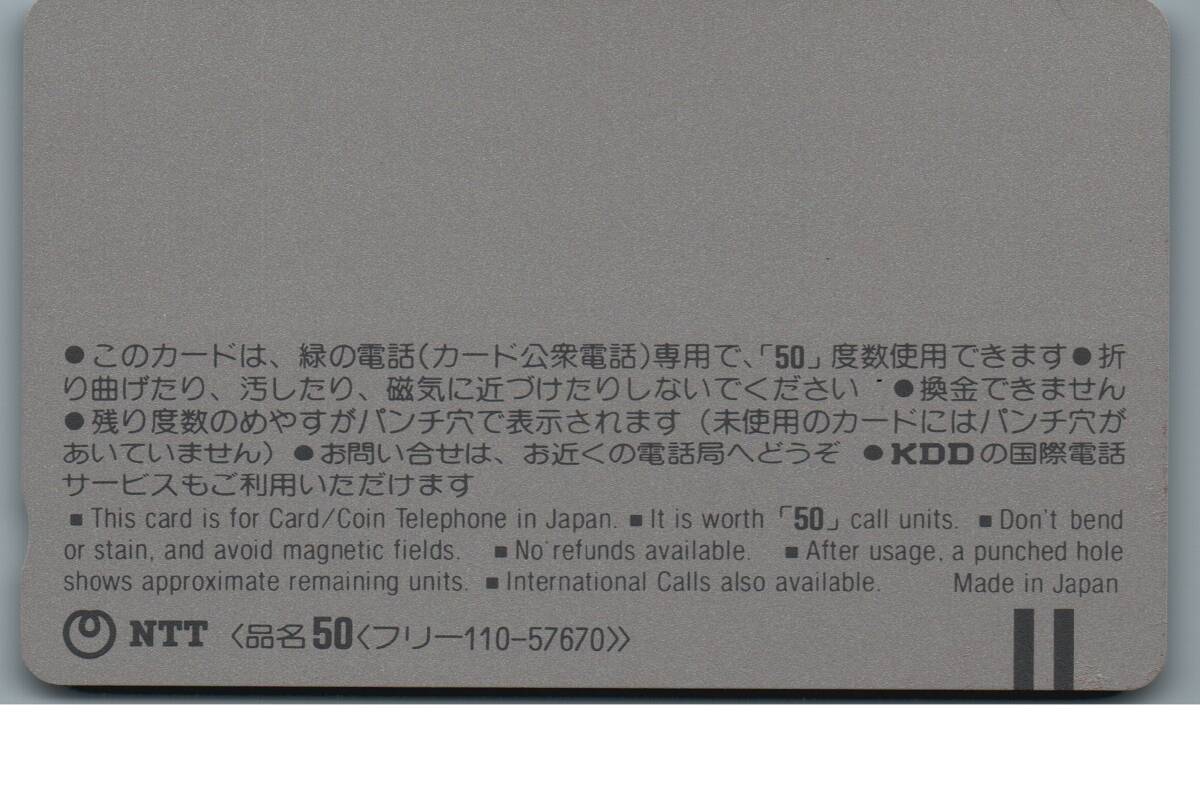 ●このカードは、緑の電話(カード公衆電話)専用で、「50」度数使用できます●折
り曲げたり、汚したり、磁気に近づけたりしないでください ●換金できません
●残り度数のめやすがパンチ穴で表示されます(未使用のカードにはパンチ穴が
あいていません)●お問い合せは、お近くの電話局へどうぞ ●KDDの国際電話
サービスもご利用いただけます
■This card is for Card/Coin Telephone in Japan. ■It is worth「50」call units. ■Don't bend
or stain, and avoid magnetic fields. ■No refunds available. ■After usage, a punched hole
shows approximate remaining units. ■International Calls also available. Made in Japan
NTT 〈品名50〈フリー110-57670〉〉